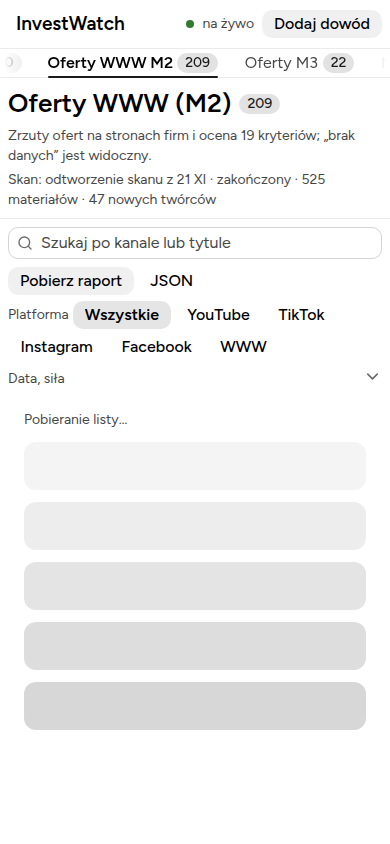 InvestWatch
na żywo
Dodaj dowód
Oferty WWW M2 209
Oferty M3 22
Oferty WWW (M2) 209
Zrzuty ofert na stronach firm i ocena 19 kryteriów; „brak
danych” jest widoczny.
Skan: odtworzenie skanu z 21 XI · zakończony · 525
materiałów · 47 nowych twórców
Szukaj po kanale lub tytule
Pobierz raport JSON
Platforma Wszystkie YouTube TikTok
Instagram Facebook WWW
Data, siła
Pobieranie listy…